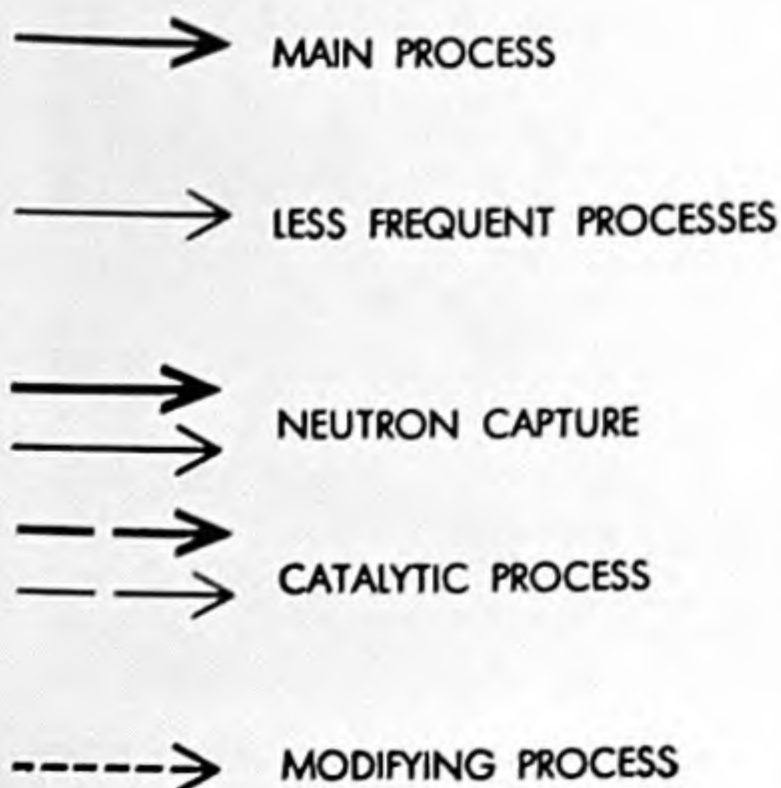 MAIN PROCESS
LESS FREQUENT PROCESSES
NEUTRON CAPTURE
CATALYTIC PROCESS
MODIFYING PROCESS